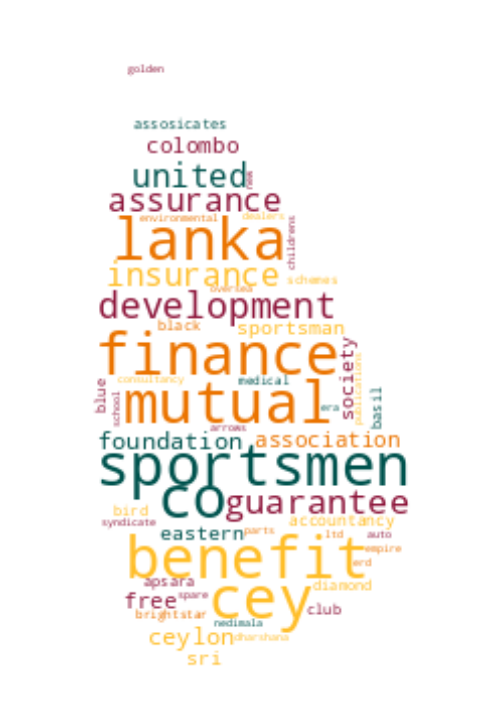 golden
assosicates
colombo
united
new
assurance
environmental
dealers
lanka
childrens
insurance
schemes
oversea
development
black
sportsman
finance
society
consultancy
medical
publications
blue
school
mutual
era
basil
arrows
foundation
association
sportsmen
co
guarantee
bird
accountancy
syndicate
eastern
parts
ltd
auto
benefit
empire
erd
apsara
diamond
free
spare
cey
club
brightstar
nedimala
ceylon
dharshana
sri